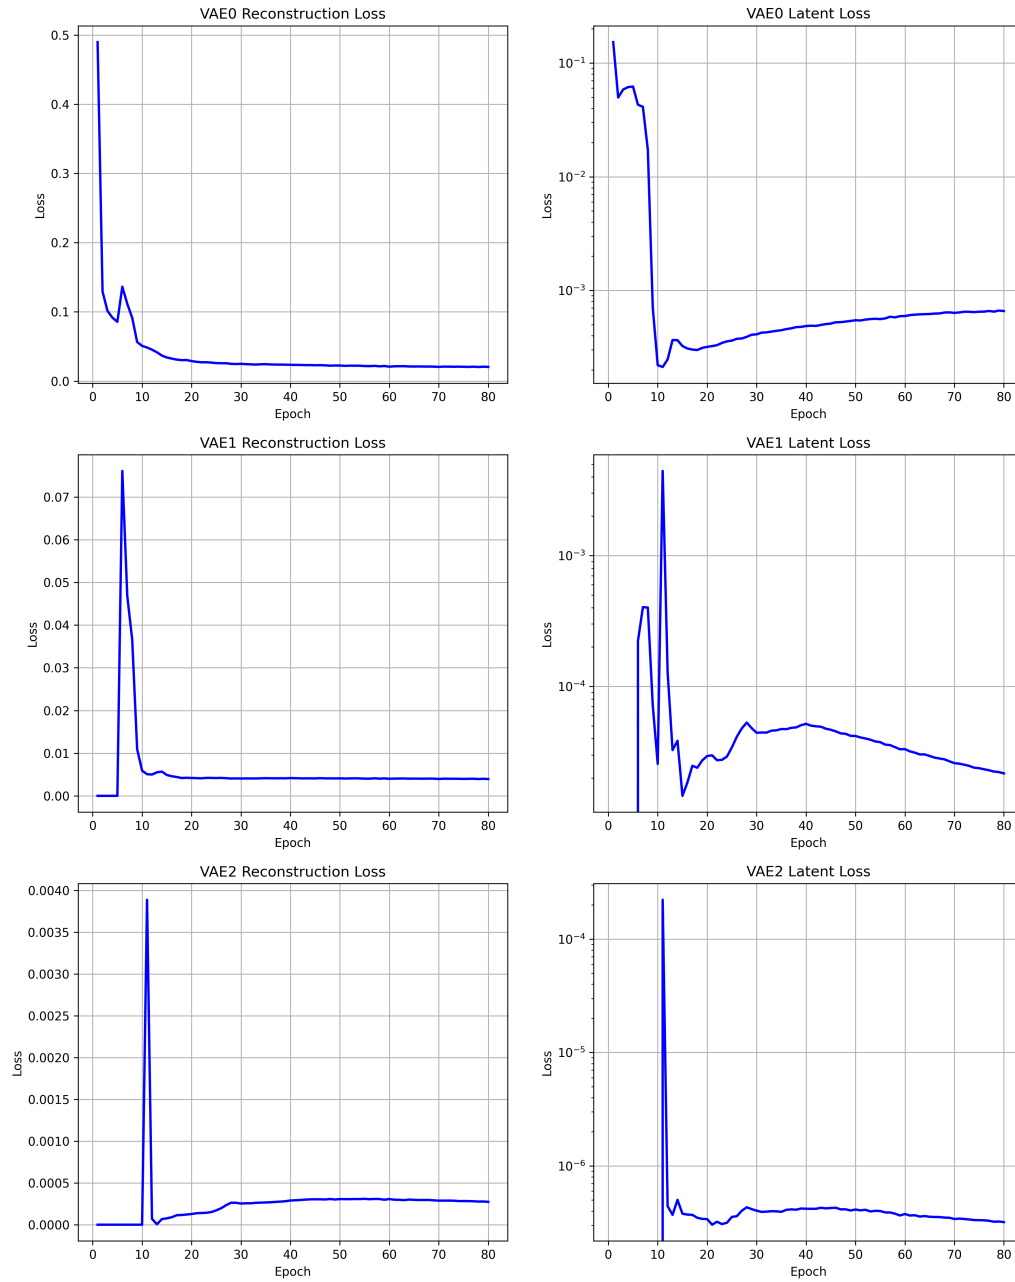 VAE0 Reconstruction Loss
Loss
0.5
0.4
0.3
0.2
0.1
0.0
0 10 20 30 40 50 60 70 80
Epoch
VAE0 Latent Loss
Loss
10⁻¹
10⁻²
10⁻³
0 10 20 30 40 50 60 70 80
Epoch
VAE1 Reconstruction Loss
Loss
0.07
0.06
0.05
0.04
0.03
0.02
0.01
0.00
0 10 20 30 40 50 60 70 80
Epoch
VAE1 Latent Loss
Loss
10⁻³
10⁻⁴
0 10 20 30 40 50 60 70 80
Epoch
VAE2 Reconstruction Loss
Loss
0.0040
0.0035
0.0030
0.0025
0.0020
0.0015
0.0010
0.0005
0.0000
0 10 20 30 40 50 60 70 80
Epoch
VAE2 Latent Loss
Loss
10⁻⁴
10⁻⁵
10⁻⁶
0 10 20 30 40 50 60 70 80
Epoch